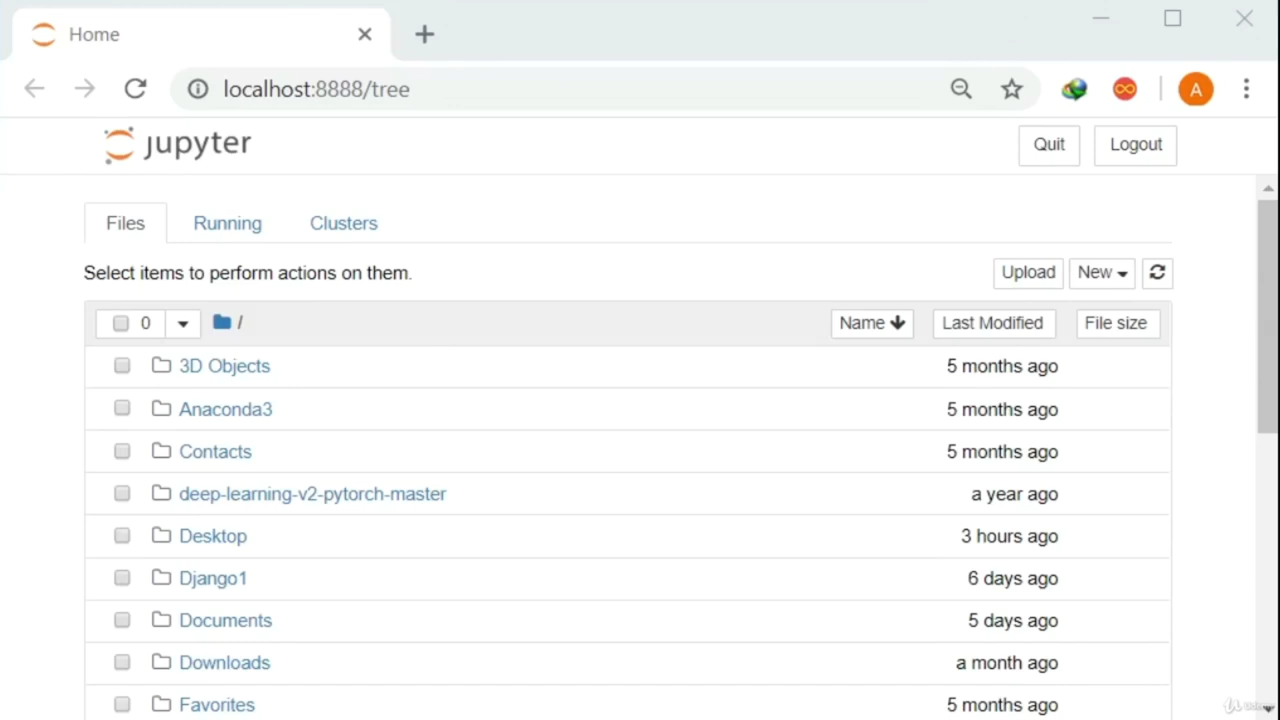 Home
localhost:8888/tree
A
jupyter
Quit
Logout
Files
Running
Clusters
Select items to perform actions on them.
Upload
New
0
/
Name
Last Modified
File size
3D Objects
5 months ago
Anaconda3
5 months ago
Contacts
5 months ago
deep-learning-v2-pytorch-master
a year ago
Desktop
3 hours ago
Django1
6 days ago
Documents
5 days ago
Downloads
a month ago
Favorites
5 months ago